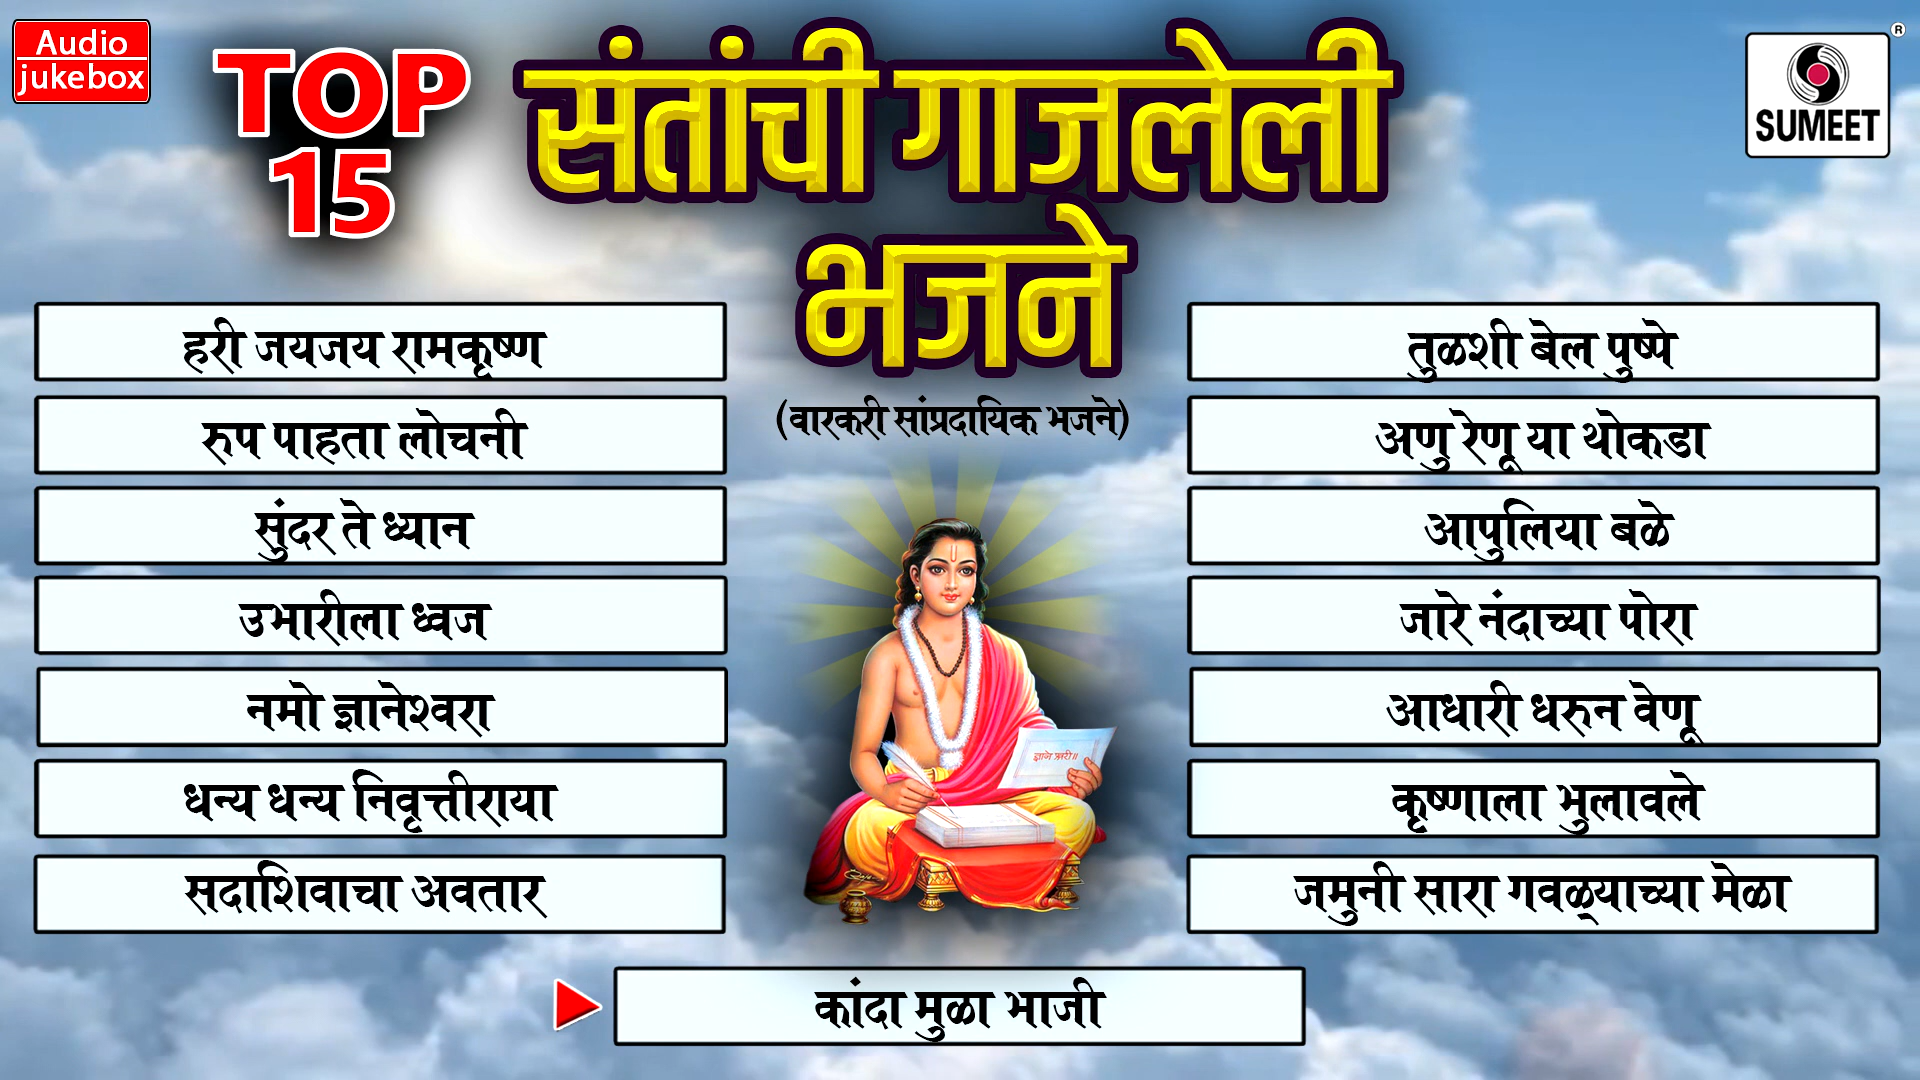 Audio
jukebox
TOP
15
संतांची गाजलेली
भजने
(वारकरी सांप्रदायिक भजने)
®
SUMEET
हरी जयजय रामकृष्ण
रुप पाहता लोचनी
सुंदर ते ध्यान
उभारीला ध्वज
नमो ज्ञानेश्वरा
धन्य धन्य निवृत्तीराया
सदाशिवाचा अवतार
तुळशी बेल पुष्पे
अणु रेणू या थोकडा
आपुलिया बळे
जारे नंदाच्या पोरा
आधारी धरुन वेणू
कृष्णाला भुलावले
जमुनी सारा गवळ्याच्या मेळा
कांदा मुळा भाजी